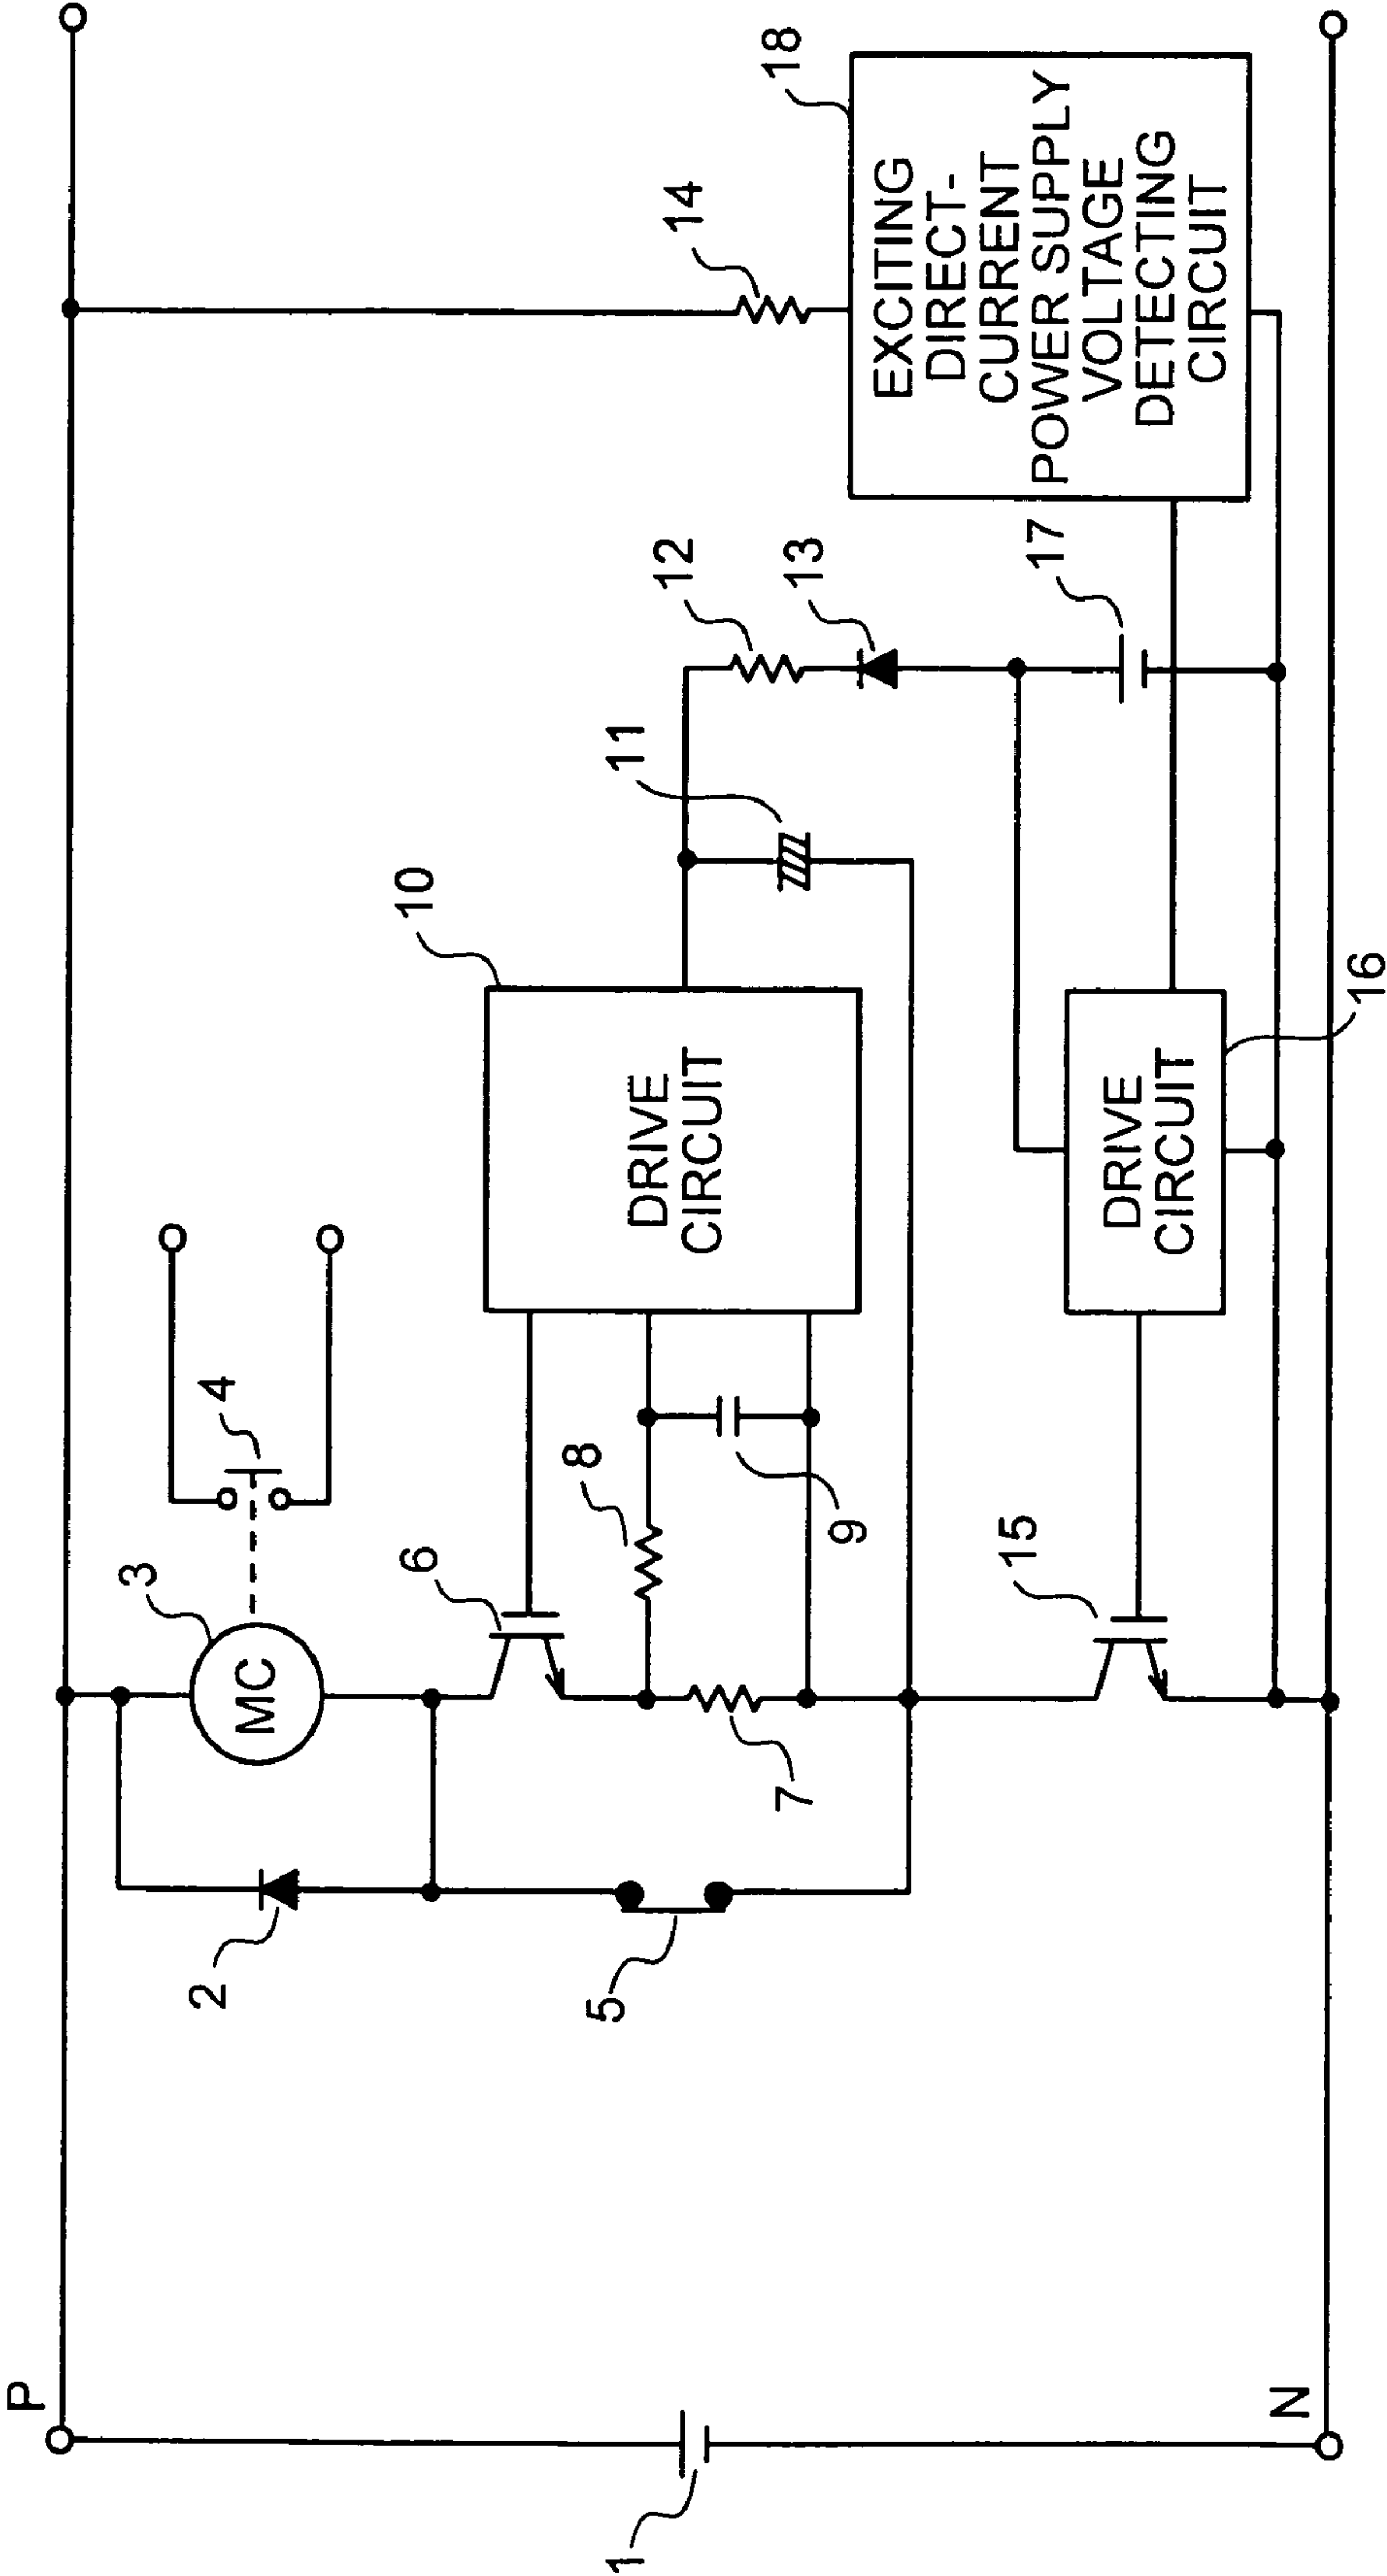 P
N
1
2
3
MC
4
5
6
7
8
9
10
DRIVE
CIRCUIT
11
12
13
14
15
DRIVE
CIRCUIT
16
17
18
EXCITING
DIRECT-
CURRENT
POWER SUPPLY
VOLTAGE
DETECTING
CIRCUIT